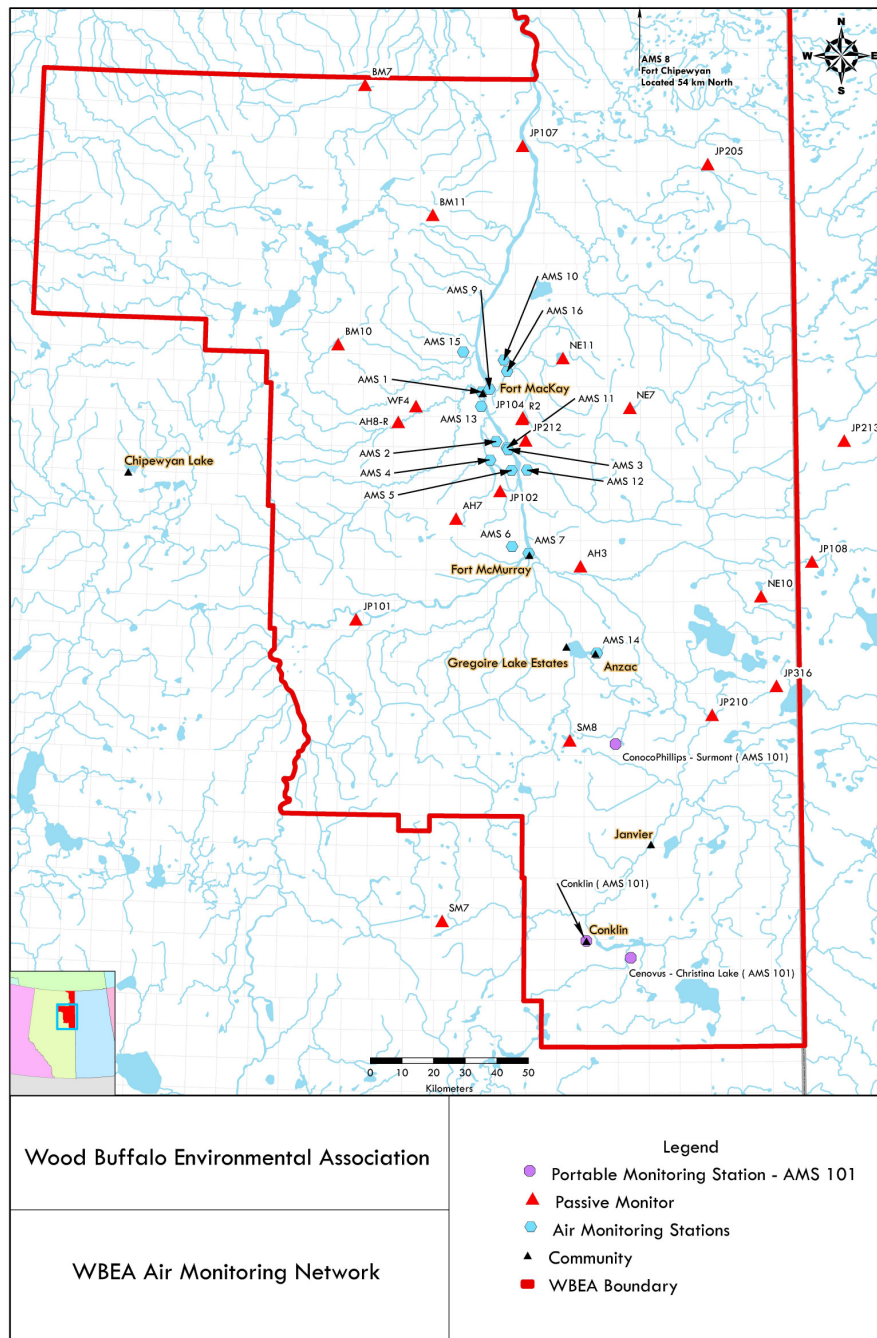 AMS 8
Fort Chipewyan
Located 54 km North
N
W
E
S
BM7
JP107
JP205
BM11
AMS 10
AMS 9
AMS 16
BM10
AMS 15
NE11
AMS 1
Fort MacKay
WF4
JP104
R2
AMS 11
NE7
AH8-R
AMS 13
JP212
JP213
AMS 2
AMS 3
Chipewyan Lake
AMS 4
AMS 12
AMS 5
JP102
AH7
AMS 6
AMS 7
Fort McMurray
AH3
JP108
NE10
JP101
AMS 14
Gregoire Lake Estates
Anzac
JP316
JP210
SM8
ConocoPhillips - Surmont ( AMS 101)
Janvier
Conklin ( AMS 101)
SM7
Conklin
Cenovus - Christina Lake ( AMS 101)
0 10 20 30 40 50
Kilometers
Wood Buffalo Environmental Association
WBEA Air Monitoring Network
Legend
Portable Monitoring Station - AMS 101
Passive Monitor
Air Monitoring Stations
Community
WBEA Boundary